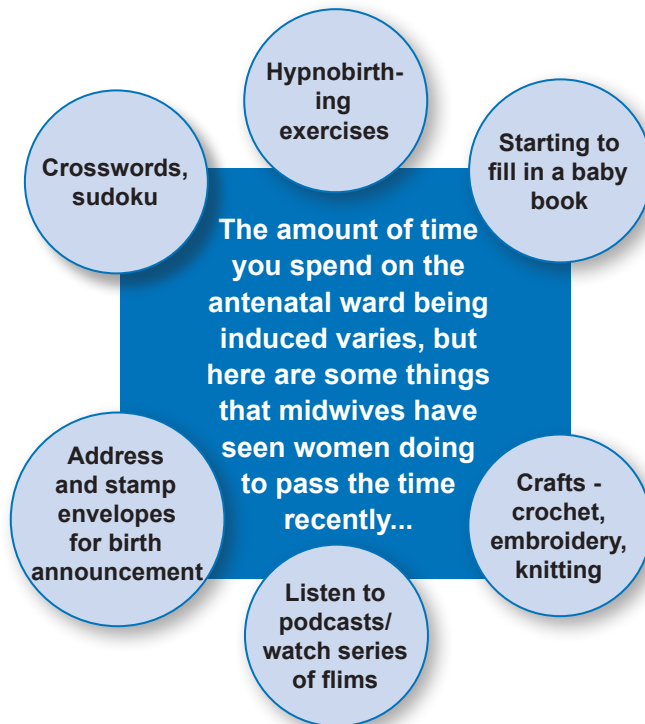 Hypnobirth-
ing
exercises
Crosswords,
sudoku
Starting to
fill in a baby
book
The amount of time
you spend on the
antenatal ward being
induced varies, but
here are some things
that midwives have
seen women doing
to pass the time
recently...
Address
and stamp
envelopes
for birth
announcement
Crafts -
crochet,
embroidery,
knitting
Listen to
podcasts/
watch series
of flims